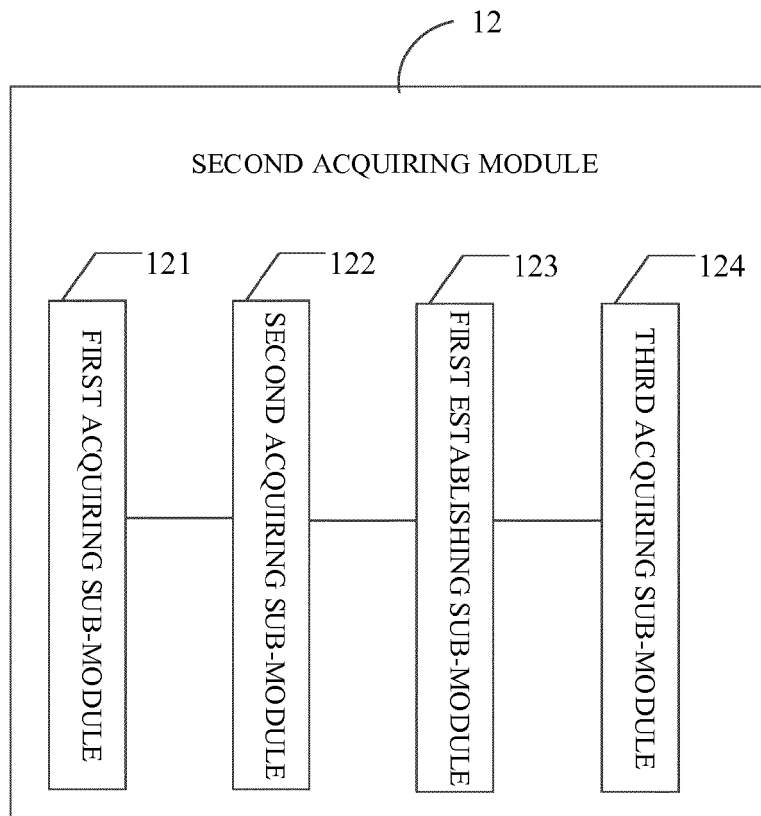 12
SECOND ACQUIRING MODULE
121
122
123
124
FIRST ACQUIRING SUB-MODULE
SECOND ACQUIRING SUB-MODULE
FIRST ESTABLISHING SUB-MODULE
THIRD ACQUIRING SUB-MODULE